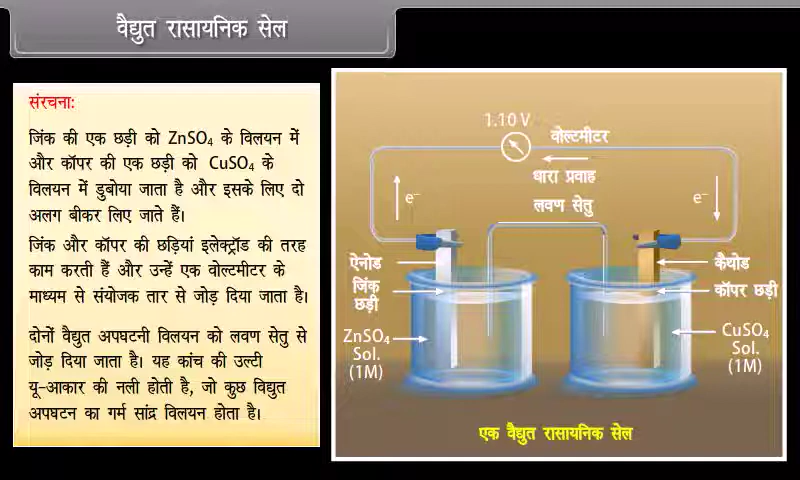 वैद्युत रासायनिक सेल
संरचना:
जिंक की एक छड़ी को ZnSO₄ के विलयन में
और कॉपर की एक छड़ी को CuSO₄ के
विलयन में डुबोया जाता है और इसके लिए दो
अलग बीकर लिए जाते हैं।
जिंक और कॉपर की छड़ियां इलेक्ट्रॉड की तरह
काम करती हैं और उन्हें एक वोल्टमीटर के
माध्यम से संयोजक तार से जोड़ दिया जाता है।
दोनों वैद्युत अपघटनी विलयन को लवण सेतु से
जोड़ दिया जाता है। यह कांच की उल्टी
यू-आकार की नली होती है, जो कुछ विद्युत
अपघटन का गर्म सांद्र विलयन होता है।
1.10 V
वोल्टमीटर
धारा प्रवाह
लवण सेतु
e⁻
e⁻
ऐनोड
जिंक
छड़ी
ZnSO₄
Sol.
(1M)
कैथोड
कॉपर छड़ी
CuSO₄
Sol.
(1M)
एक वैद्युत रासायनिक सेल